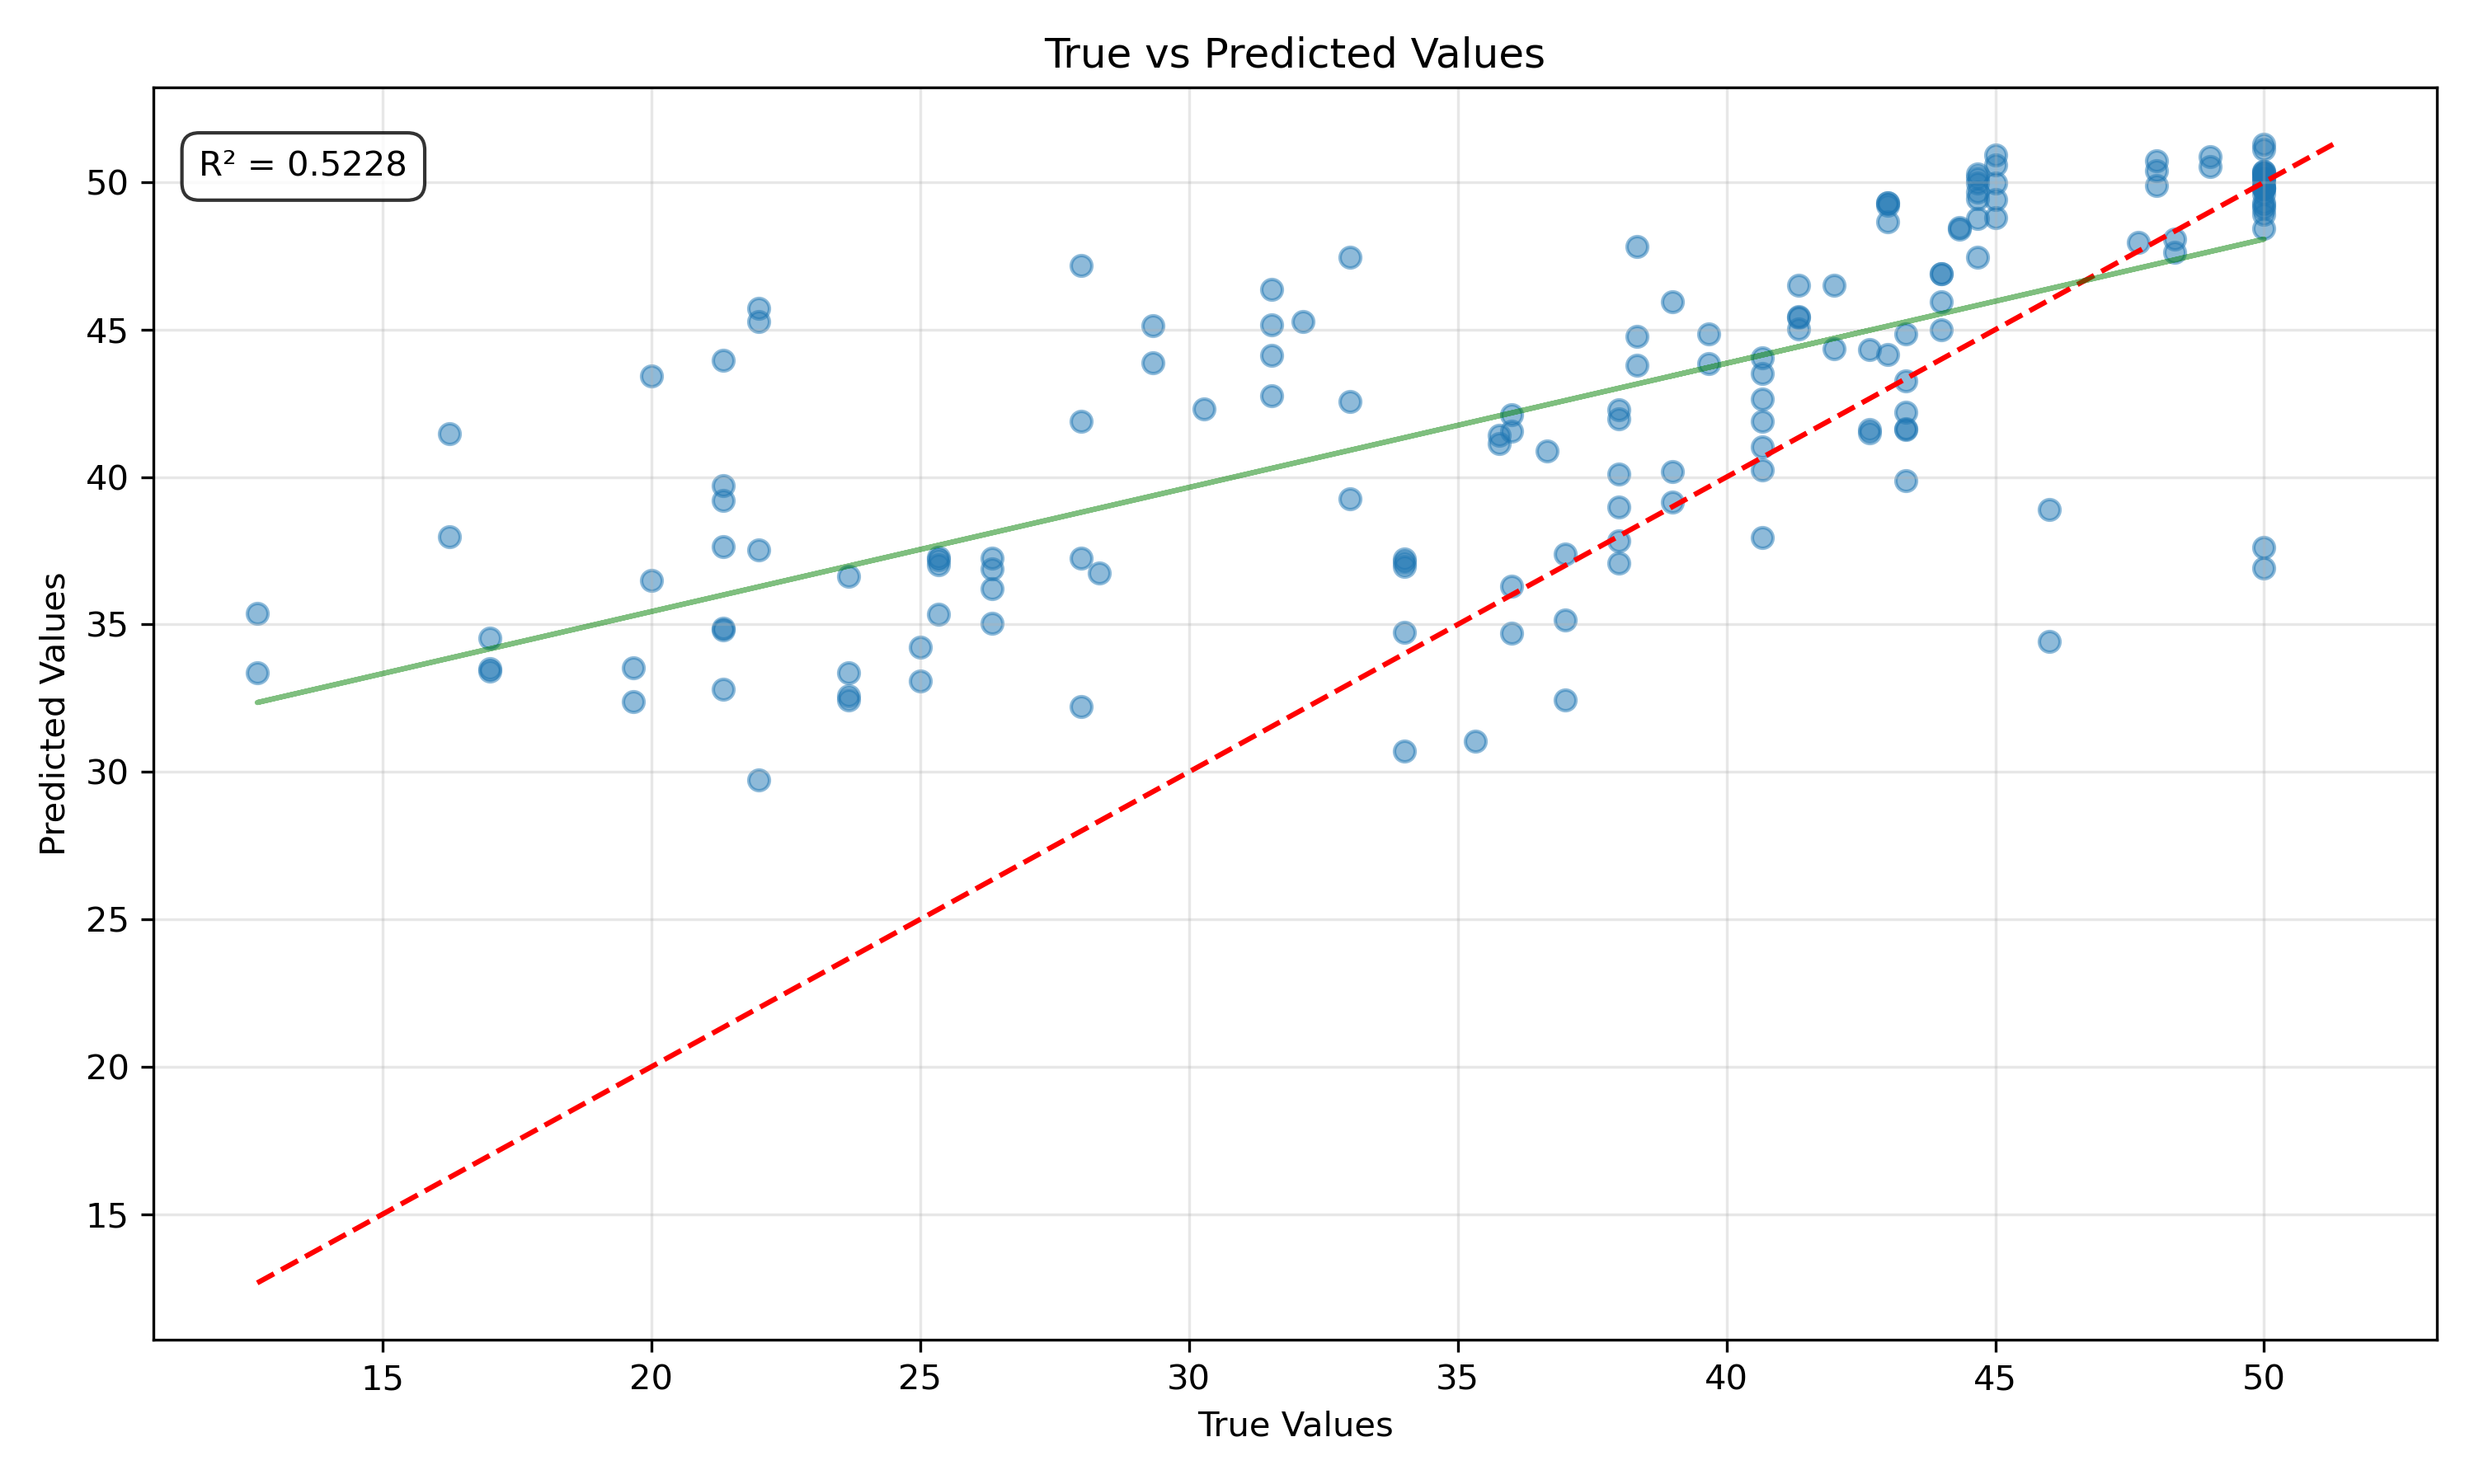 True vs Predicted Values
R² = 0.5228
Predicted Values
50
45
40
35
30
25
20
15
15 20 25 30 35 40 45 50
True Values